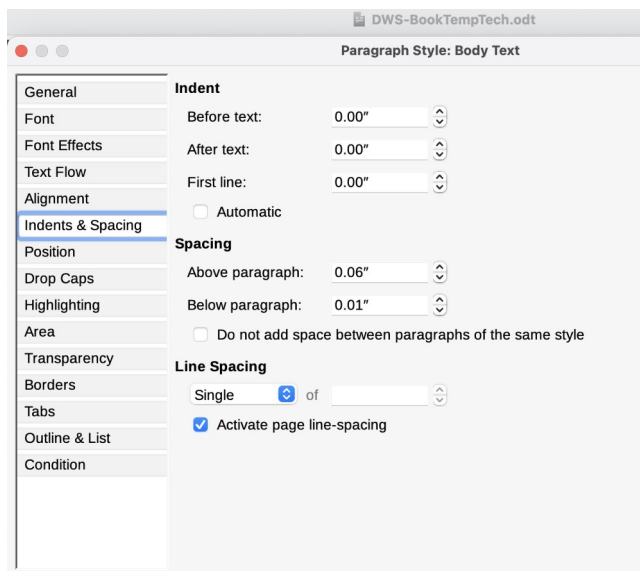 DWS-BookTempTech.odt
Paragraph Style: Body Text
General
Font
Font Effects
Text Flow
Alignment
Indents & Spacing
Position
Drop Caps
Highlighting
Area
Transparency
Borders
Tabs
Outline & List
Condition
Indent
Before text: 0.00″
After text: 0.00″
First line: 0.00″
Automatic
Spacing
Above paragraph: 0.06″
Below paragraph: 0.01″
Do not add space between paragraphs of the same style
Line Spacing
Single of
Activate page line-spacing